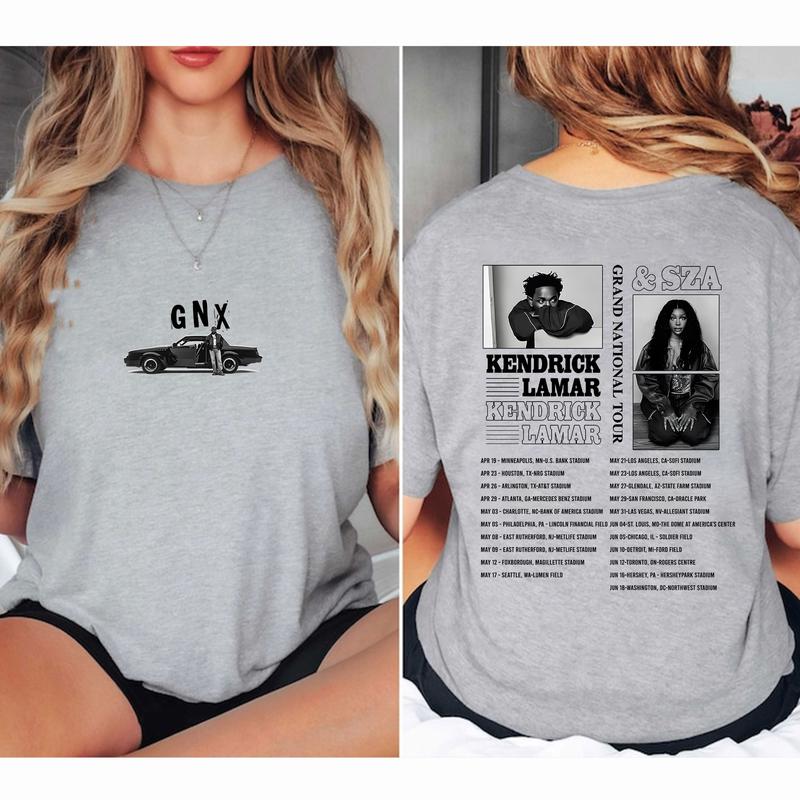 GNX
KENDRICK
LAMAR
KENDRICK
LAMAR
GRAND NATIONAL TOUR
& SZA
APR 19 - MINNEAPOLIS, MN-U.S. BANK STADIUM
APR 23 - HOUSTON, TX-NRG STADIUM
APR 26 - ARLINGTON, TX-AT&T STADIUM
APR 29 - ATLANTA, GA-MERCEDES BENZ STADIUM
MAY 03 - CHARLOTTE, NC-BANK OF AMERICA STADIUM
MAY 05 - PHILADELPHIA, PA - LINCOLN FINANCIAL FIELD
MAY 08 - EAST RUTHERFORD, NJ-METLIFE STADIUM
MAY 09 - EAST RUTHERFORD, NJ-METLIFE STADIUM
MAY 12 - FOXBOROUGH, MAGILLETTE STADIUM
MAY 17 - SEATTLE, WA-LUMEN FIELD
MAY 21-LOS ANGELES, CA-SOFI STADIUM
MAY 23-LOS ANGELES, CA-SOFI STADIUM
MAY 27-GLENDALE, AZ-STATE FARM STADIUM
MAY 29-SAN FRANCISCO, CA-ORACLE PARK
MAY 31-LAS VEGAS, NV-ALLEGIANT STADIUM
JUN 04-ST. LOUIS, MO-THE DOME AT AMERICA'S CENTER
JUN 05-CHICAGO, IL - SOLDIER FIELD
JUN 10-DETROIT, MI-FORD FIELD
JUN 12-TORONTO, ON-ROGERS CENTRE
JUN 16-HERSHEY, PA - HERSHEYPARK STADIUM
JUN 18-WASHINGTON, DC-NORTHWEST STADIUM